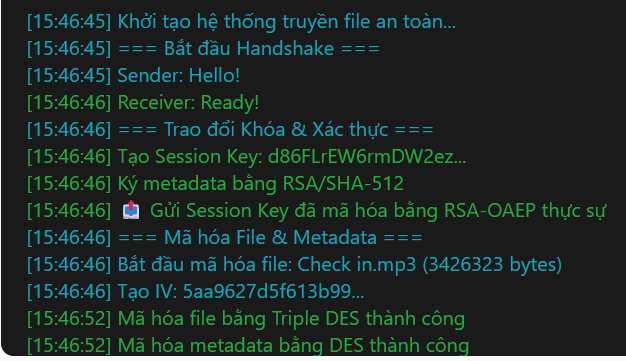 [15:46:45] Khởi tạo hệ thống truyền file an toàn...
[15:46:45] === Bắt đầu Handshake ===
[15:46:45] Sender: Hello!
[15:46:46] Receiver: Ready!
[15:46:46] === Trao đổi Khóa & Xác thực ===
[15:46:46] Tạo Session Key: d86FLrEW6rmDW2ez...
[15:46:46] Ký metadata bằng RSA/SHA-512
[15:46:46] 📤 Gửi Session Key đã mã hóa bằng RSA-OAEP thực sự
[15:46:46] === Mã hóa File & Metadata ===
[15:46:46] Bắt đầu mã hóa file: Check in.mp3 (3426323 bytes)
[15:46:46] Tạo IV: 5aa9627d5f613b99...
[15:46:52] Mã hóa file bằng Triple DES thành công
[15:46:52] Mã hóa metadata bằng DES thành công